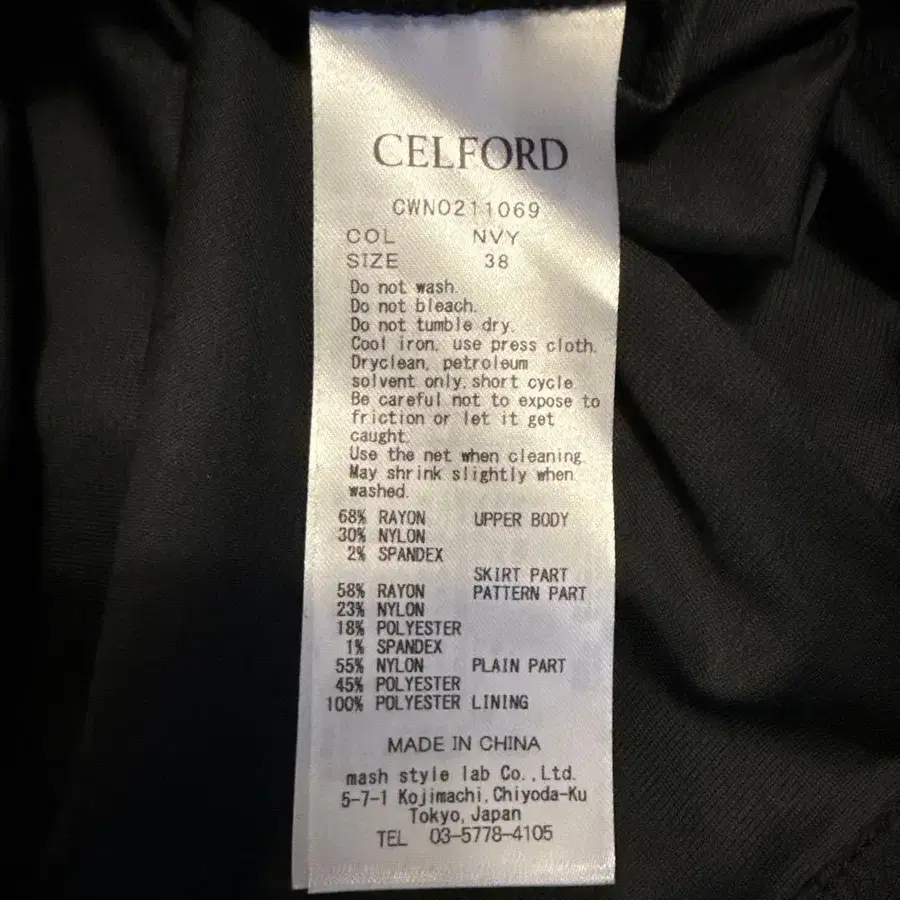 CELFORD
CWNO211069
COL NVY
SIZE 38
Do not wash.
Do not bleach.
Do not tumble dry.
Cool iron, use press cloth.
Dryclean, petroleum
solvent only, short cycle
Be careful not to expose to
friction or let it get
caught.
Use the net when cleaning.
May shrink slightly when
washed.
68% RAYON UPPER BODY
30% NYLON
2% SPANDEX
SKIRT PART
58% RAYON PATTERN PART
23% NYLON
18% POLYESTER
1% SPANDEX
55% NYLON PLAIN PART
45% POLYESTER
100% POLYESTER LINING
MADE IN CHINA
mash style lab Co.,Ltd.
5-7-1 Kojimachi, Chiyoda-Ku
Tokyo, Japan
TEL 03-5778-4105